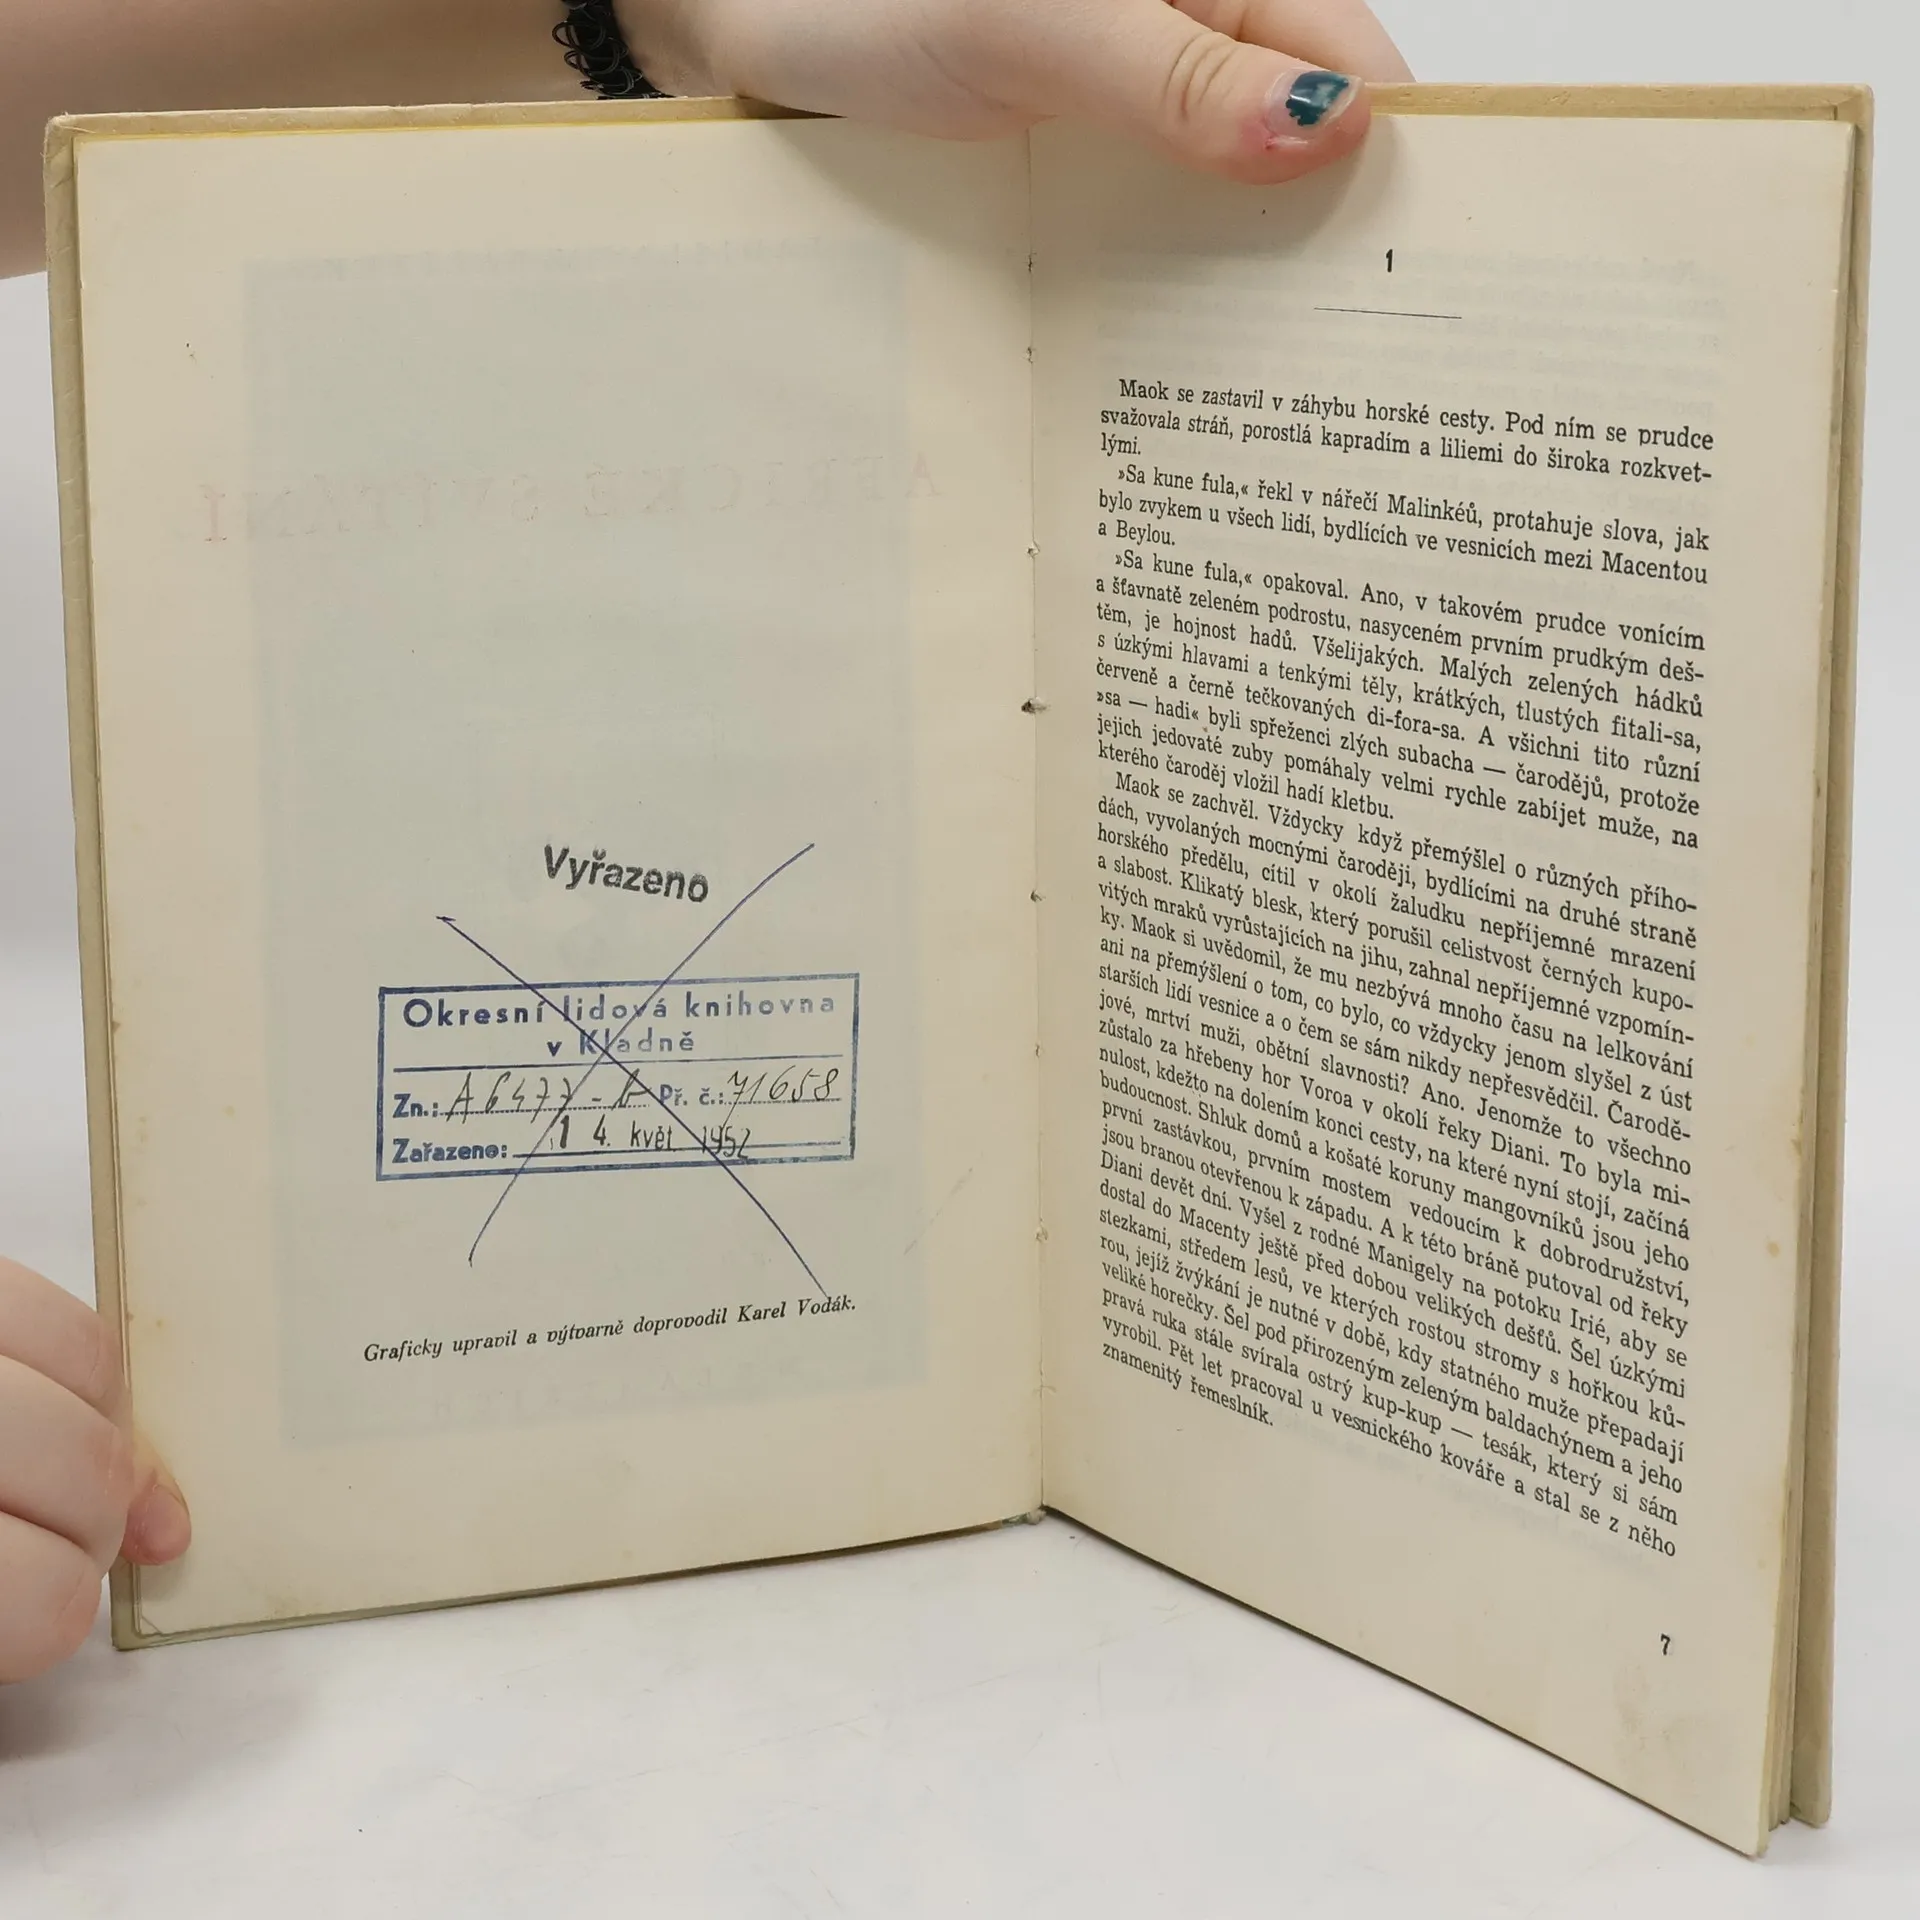 Vyřazeno
Okresní lidová knihovna
v Kladně
Zn.: A 6477-b Př. č.: 71658
Zařazeno: 14. květ 1952
Graficky upravil a výtvarně doprovodil Karel Vodák.
1
Maok se zastavil v záhybu horské cesty. Pod ním se prudce
svažovala stráň, porostlá kapradím a liliemi do široka rozkvet-
lými.
»Sa kune fula,« řekl v nářečí Malinkéů, protahuje slova, jak
bylo zvykem u všech lidí, bydlících ve vesnicích mezi Macentou
a Beylou.
»Sa kune fula,« opakoval. Ano, v takovém prudce vonícím
a šťavnatě zeleném podrostu, nasyceném prvním prudkým deš-
těm, je hojnost hadů. Všelijakých. Malých zelených hádků
s úzkými hlavami a tenkými těly, krátkých, tlustých fitali-sa,
červeně a černě tečkovaných di-fora-sa. A všichni tito různí
»sa — hadi« byli spřeženci zlých subacha — čarodějů, protože
jejich jedovaté zuby pomáhaly velmi rychle zabíjet muže, na
kterého čaroděj vložil hadí kletbu.
Maok se zachvěl. Vždycky když přemýšlel o různých přího-
dách, vyvolaných mocnými čaroději, bydlícími na druhé straně
horského předělu, cítil v okolí žaludku nepříjemné mrazení
a slabost. Klikatý blesk, který porušil celistvost černých kupo-
vitých mraků vyrůstajících na jihu, zahnal nepříjemné vzpomín-
ky. Maok si uvědomil, že mu nezbývá mnoho času na lelkování
ani na přemýšlení o tom, co bylo, co vždycky jenom slyšel z úst
starších lidí vesnice a o čem se sám nikdy nepřesvědčil. Čarodě-
jové, mrtví muži, obětní slavnosti? Ano. Jenomže to všechno
zůstalo za hřebeny hor Voroa v okolí řeky Diani. To byla mi-
nulost, kdežto na dolením konci cesty, na které nyní stojí, začíná
budoucnost. Shluk domů a košaté koruny mangovníků jsou jeho
první zastávkou, prvním mostem vedoucím k dobrodružství,
jsou branou otevřenou k západu. A k této bráně putoval od řeky
Diani devět dní. Vyšel z rodné Manigely na potoku Irié, aby se
dostal do Macenty ještě před dobou velikých dešťů. Šel úzkými
stezkami, středem lesů, ve kterých rostou stromy s hořkou ků-
rou, jejíž žvýkání je nutné v době, kdy statného muže přepadají
veliké horečky. Šel pod přirozeným zeleným baldachýnem a jeho
pravá ruka stále svírala ostrý kup-kup — tesák, který si sám
vyrobil. Pět let pracoval u vesnického kováře a stal se z něho
znamenitý řemeslník.
7